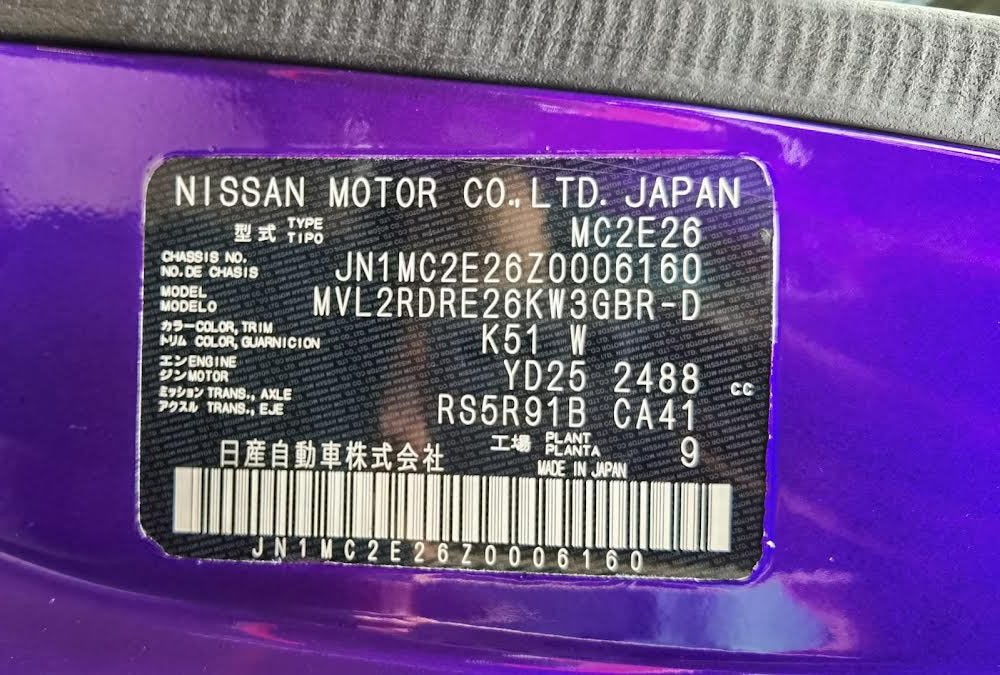 NISSAN MOTOR CO.,LTD. JAPAN
型式 TYPE TIPO MC2E26
CHASSIS NO. NO.DE CHASIS JN1MC2E26Z0006160
MODEL MODELO MVL2RDRE26KW3GBR-D
カラー COLOR, TRIM トリム COLOR, GUARNICION K51 W
エンジン ENGINE MOTOR YD25 2488 cc
ミッション TRANS., AXLE アクスル TRANS., EJE RS5R91B CA41
工場 PLANT PLANTA 9
日産自動車株式会社 MADE IN JAPAN
JN1MC2E26Z0006160